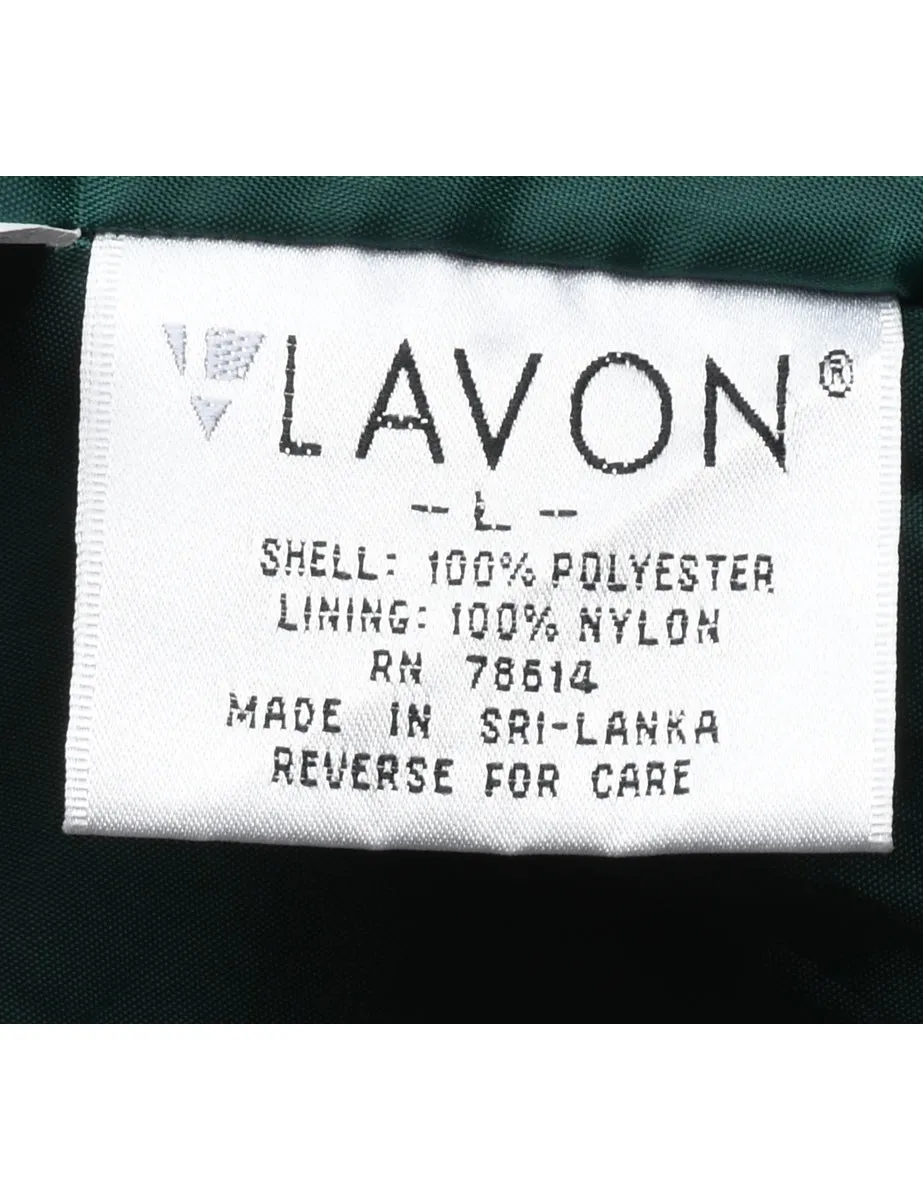 LAVON®
-- L --
SHELL: 100% POLYESTER
LINING: 100% NYLON
RN 78614
MADE IN SRI-LANKA
REVERSE FOR CARE